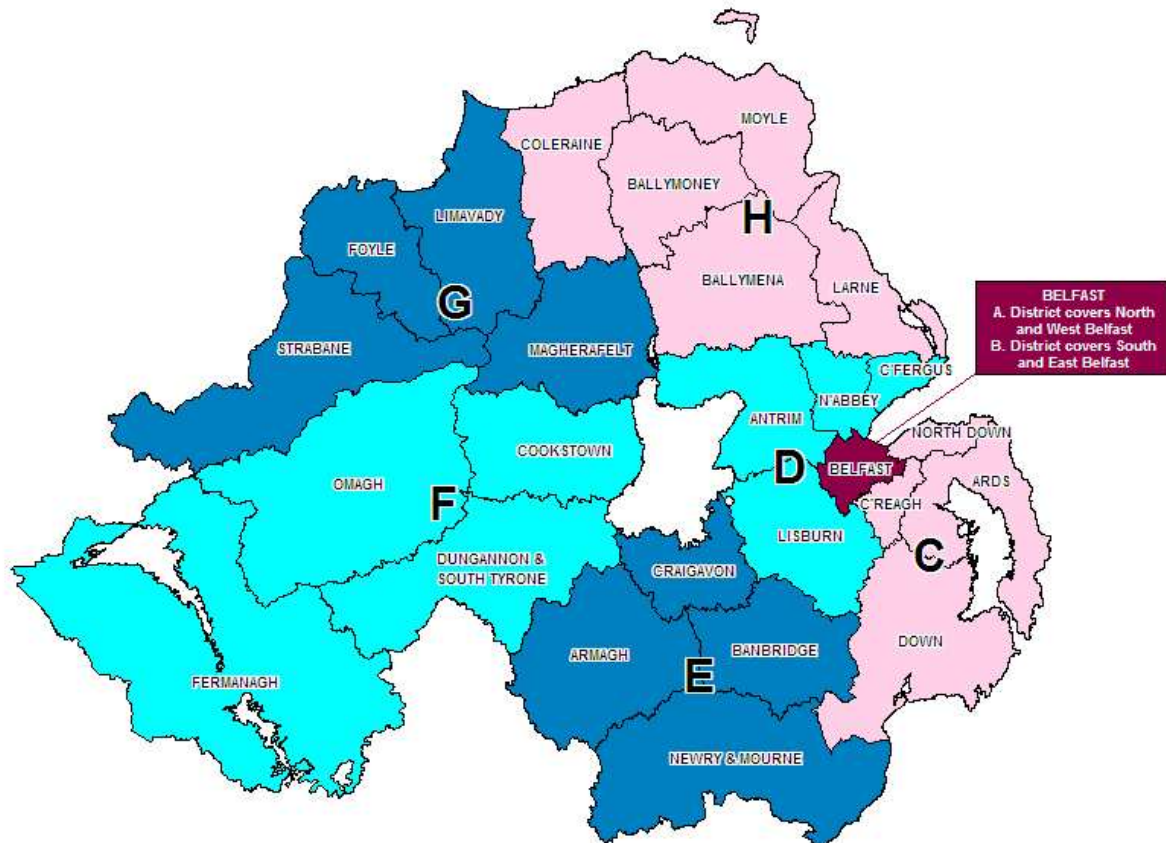 MOYLE
COLERAINE
BALLYMONEY
LIMAVADY
H
FOYLE
BALLYMENA
LARNE
G
BELFAST
A. District covers North
and West Belfast
B. District covers South
and East Belfast
STRABANE
MAGHERAFELT
C'FERGUS
N'ABBEY
ANTRIM
NORTH DOWN
COOKSTOWN
D
BELFAST
ARDS
OMAGH
F
C'REAGH
LISBURN
C
DUNGANNON &
SOUTH TYRONE
CRAIGAVON
DOWN
ARMAGH
BANBRIDGE
E
FERMANAGH
NEWRY & MOURNE